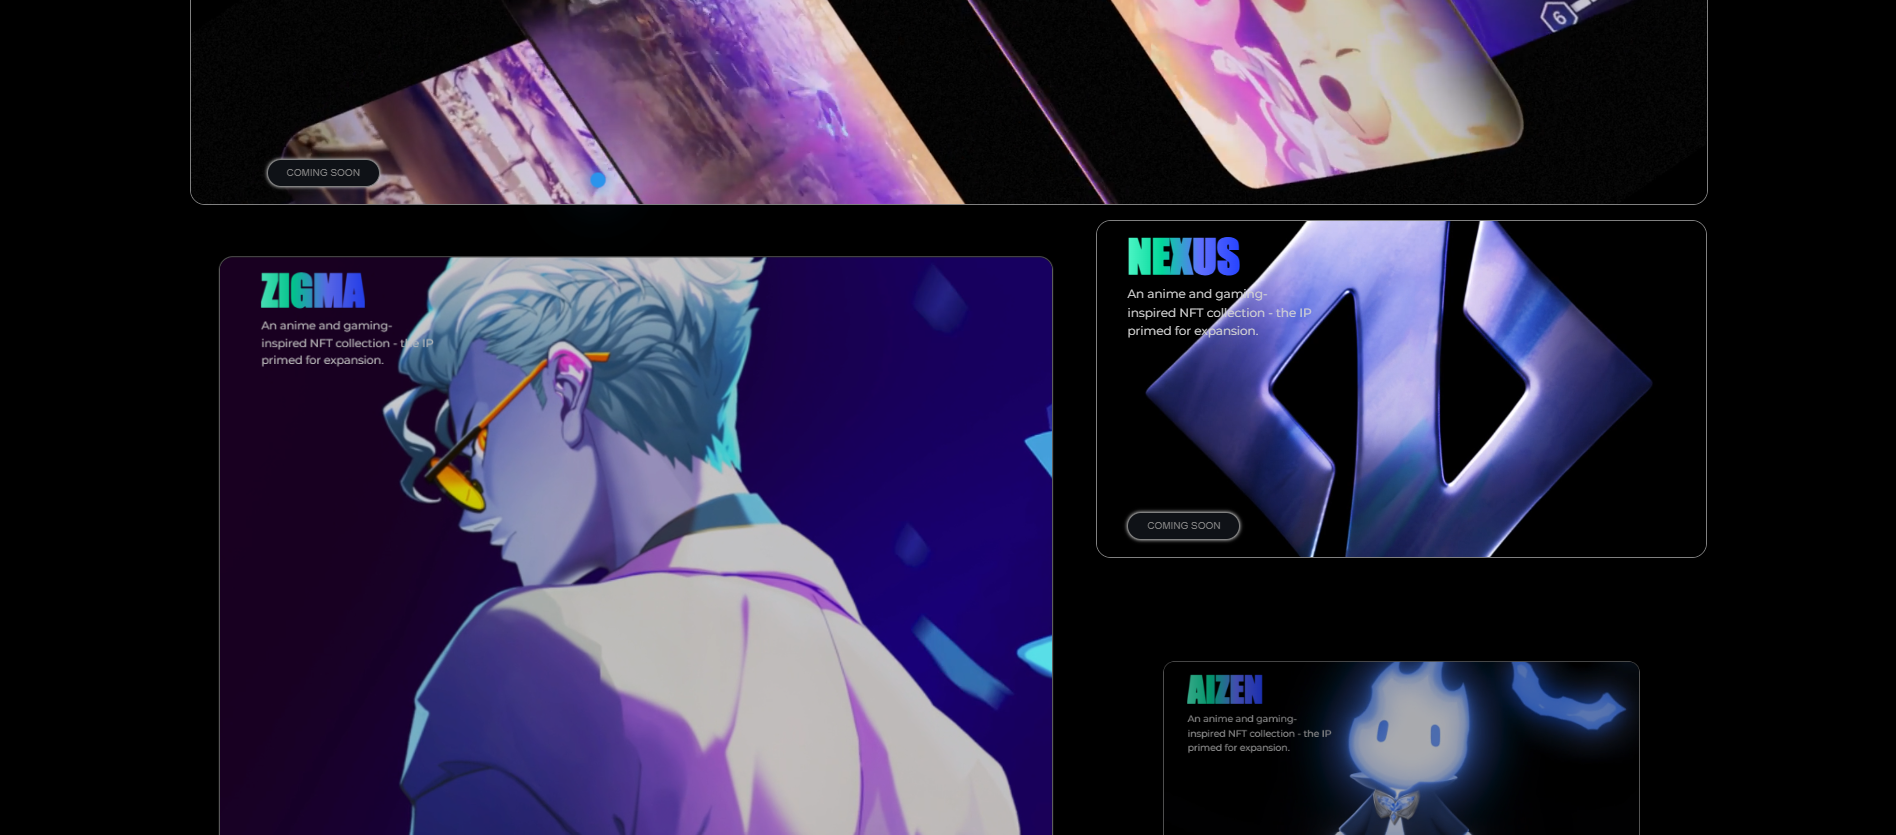 6
COMING SOON
ZIGMA
An anime and gaming-
inspired NFT collection - the IP
primed for expansion.
NEXUS
An anime and gaming-
inspired NFT collection - the IP
primed for expansion.
COMING SOON
AIZEN
An anime and gaming-
inspired NFT collection - the IP
primed for expansion.